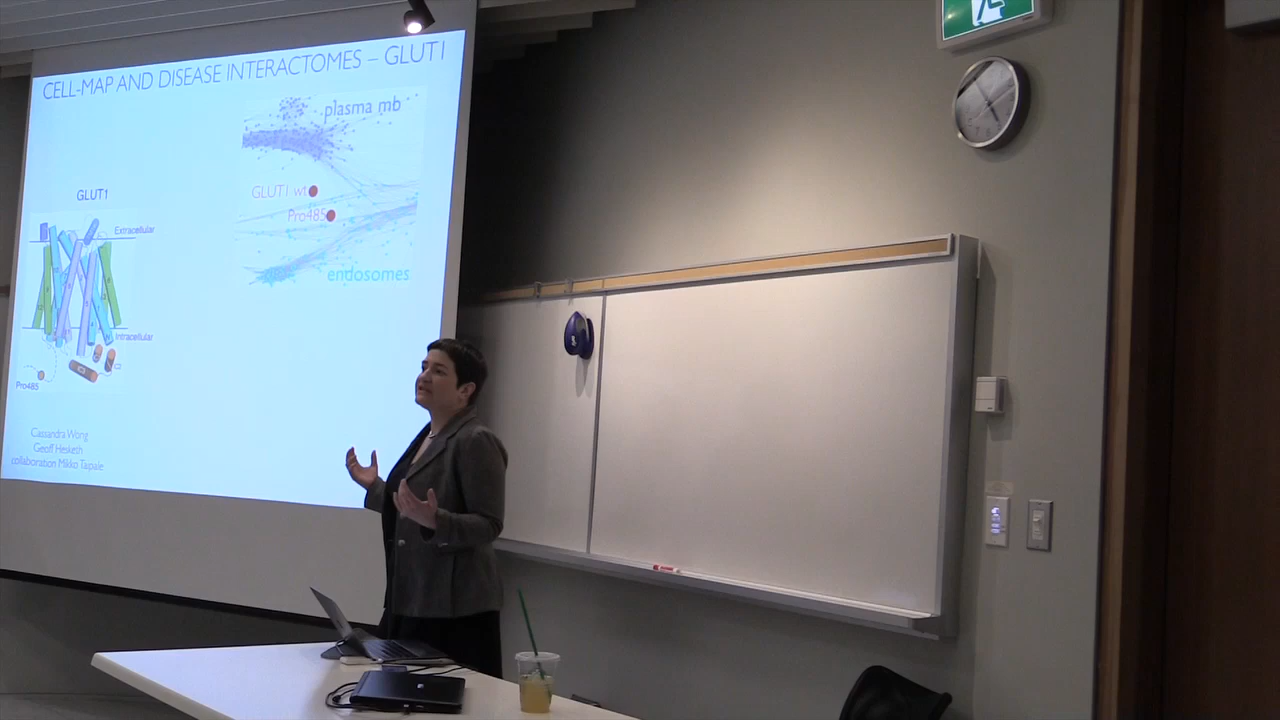 CELL-MAP AND DISEASE INTERACTOMES – GLUT1
plasma mb
GLUT1 wt
Pro485
endosomes
GLUT1
Extracellular
Intracellular
Pro485
Cassandra Wong
Geoff Hesketh
collaboration Mikko Taipale